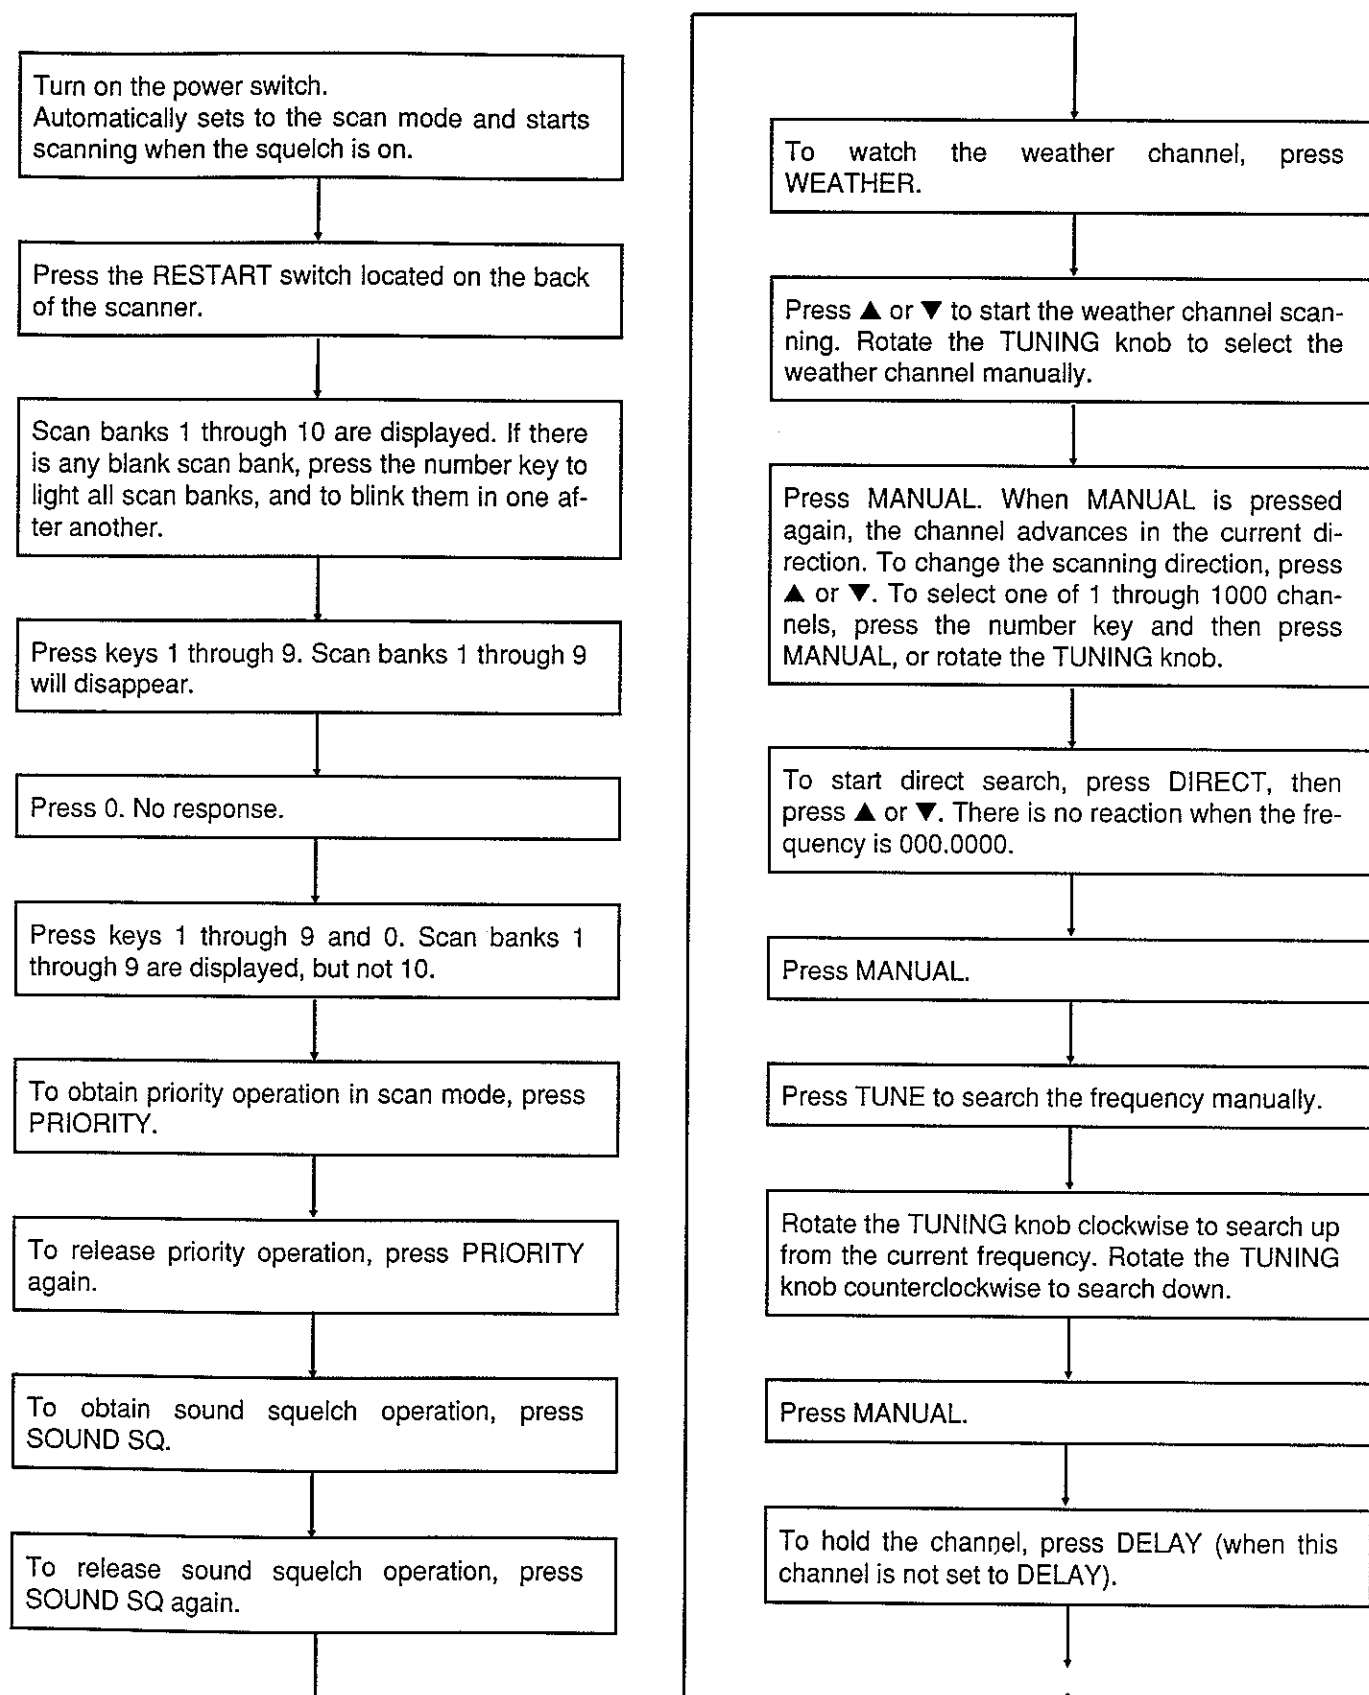 Turn on the power switch.
Automatically sets to the scan mode and starts
scanning when the squelch is on.
Press the RESTART switch located on the back
of the scanner.
Scan banks 1 through 10 are displayed. If there
is any blank scan bank, press the number key to
light all scan banks, and to blink them in one af-
ter another.
Press keys 1 through 9. Scan banks 1 through 9
will disappear.
Press 0. No response.
Press keys 1 through 9 and 0. Scan banks 1
through 9 are displayed, but not 10.
To obtain priority operation in scan mode, press
PRIORITY.
To release priority operation, press PRIORITY
again.
To obtain sound squelch operation, press
SOUND SQ.
To release sound squelch operation, press
SOUND SQ again.
To watch the weather channel, press
WEATHER.
Press ▲ or ▼ to start the weather channel scan-
ning. Rotate the TUNING knob to select the
weather channel manually.
Press MANUAL. When MANUAL is pressed
again, the channel advances in the current di-
rection. To change the scanning direction, press
▲ or ▼. To select one of 1 through 1000 chan-
nels, press the number key and then press
MANUAL, or rotate the TUNING knob.
To start direct search, press DIRECT, then
press ▲ or ▼. There is no reaction when the fre-
quency is 000.0000.
Press MANUAL.
Press TUNE to search the frequency manually.
Rotate the TUNING knob clockwise to search up
from the current frequency. Rotate the TUNING
knob counterclockwise to search down.
Press MANUAL.
To hold the channel, press DELAY (when this
channel is not set to DELAY).